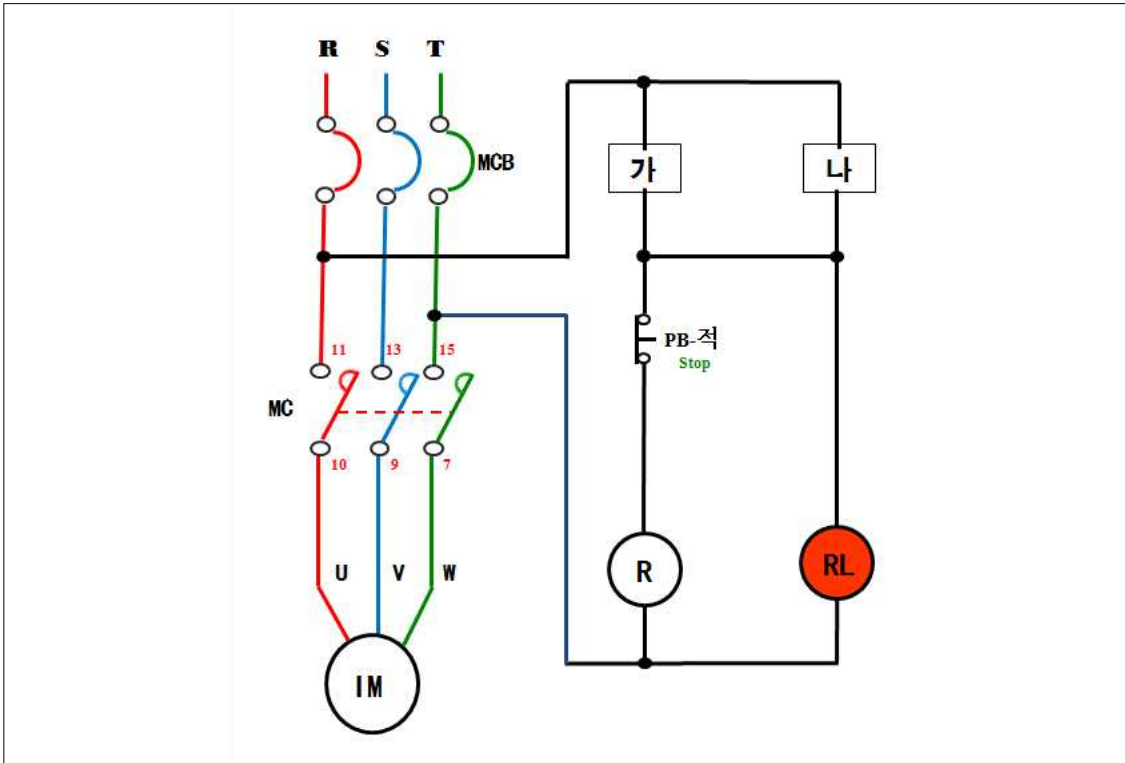 R S T
MCB
가 나
PB-적
Stop
11 13 15
MC
10 9 7
U V W
R RL
IM